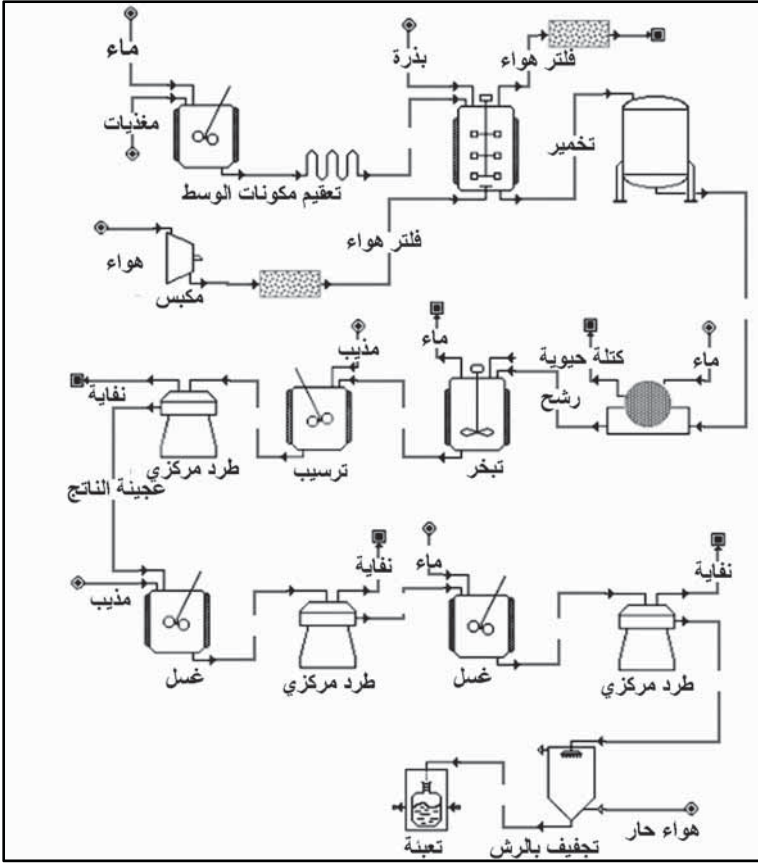 ماء
مغذيات
تعقيم مكونات الوسط
بذرة
فلتر هواء
تخمير
هواء
مكبس
فلتر هواء
ماء
كتلة حيوية
رشح
ماء
تبخر
مذيب
ترسيب
نفاية
طرد مركزي
عجينة الناتج
مذيب
غسل
نفاية
طرد مركزي
ماء
غسل
نفاية
طرد مركزي
هواء حار
تجفيف بالرش
تعبئة